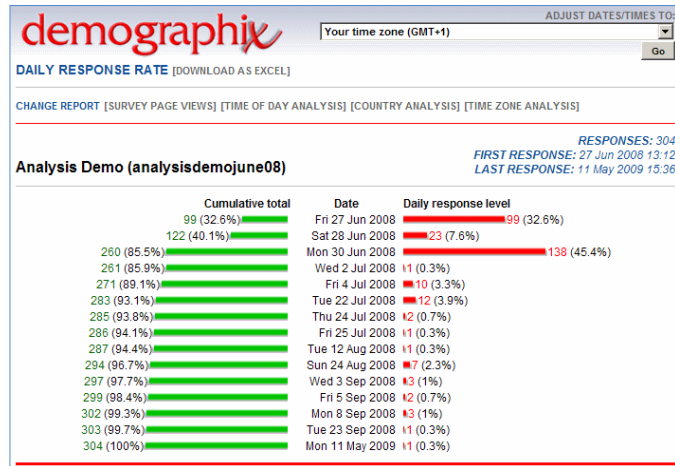 demographix
ADJUST DATES/TIMES TO:
Your time zone (GMT+1)
Go
DAILY RESPONSE RATE [DOWNLOAD AS EXCEL]
CHANGE REPORT [SURVEY PAGE VIEWS] [TIME OF DAY ANALYSIS] [COUNTRY ANALYSIS] [TIME ZONE ANALYSIS]
RESPONSES: 304
FIRST RESPONSE: 27 Jun 2008 13:12
Analysis Demo (analysisdemojune08)
LAST RESPONSE: 11 May 2009 15:36
Cumulative total Date Daily response level
99 (32.6%) Fri 27 Jun 2008 99 (32.6%)
122 (40.1%) Sat 28 Jun 2008 23 (7.6%)
260 (85.5%) Mon 30 Jun 2008 138 (45.4%)
261 (85.9%) Wed 2 Jul 2008 1 (0.3%)
271 (89.1%) Fri 4 Jul 2008 10 (3.3%)
283 (93.1%) Tue 22 Jul 2008 12 (3.9%)
285 (93.8%) Thu 24 Jul 2008 2 (0.7%)
286 (94.1%) Fri 25 Jul 2008 1 (0.3%)
287 (94.4%) Tue 12 Aug 2008 1 (0.3%)
294 (96.7%) Sun 24 Aug 2008 7 (2.3%)
297 (97.7%) Wed 3 Sep 2008 3 (1%)
299 (98.4%) Fri 5 Sep 2008 2 (0.7%)
302 (99.3%) Mon 8 Sep 2008 3 (1%)
303 (99.7%) Tue 23 Sep 2008 1 (0.3%)
304 (100%) Mon 11 May 2009 1 (0.3%)